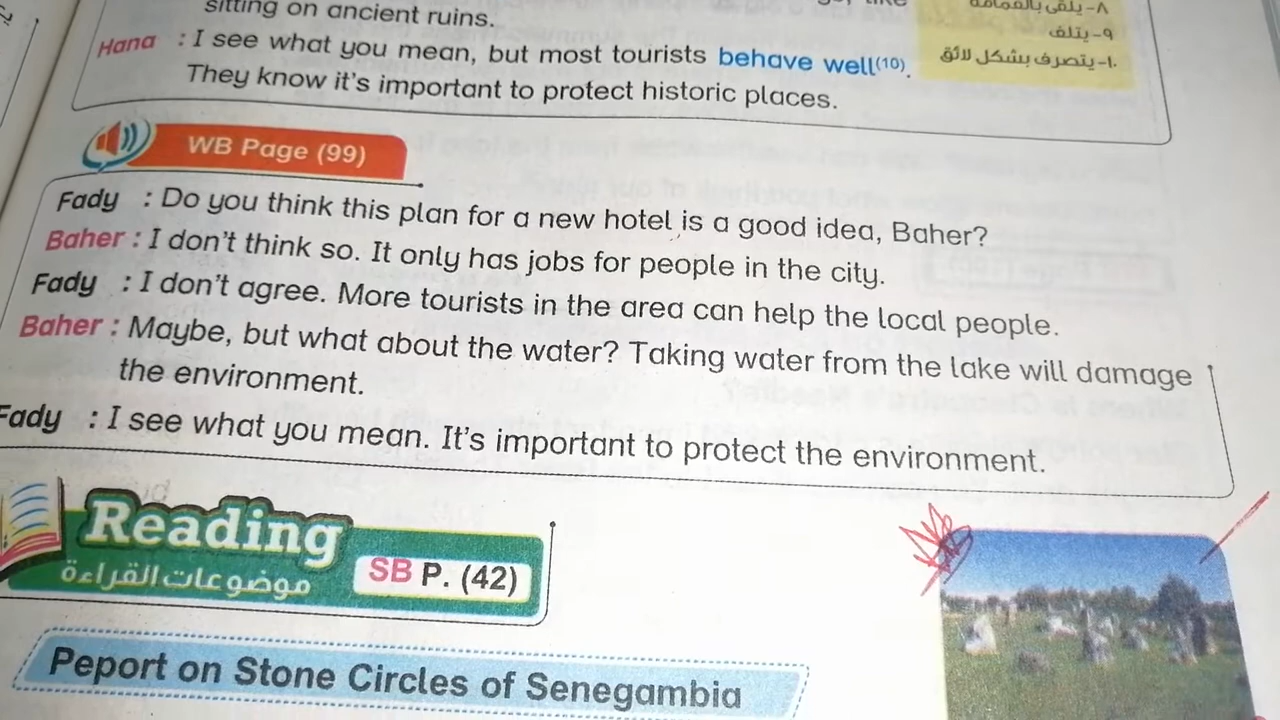 sitting on ancient ruins.
٨- يلقى بالقمامة
٩- يتلف
١٠- يتصرف بشكل لائق
Hana : I see what you mean, but most tourists behave well(10).
They know it's important to protect historic places.
WB Page (99)
Fady : Do you think this plan for a new hotel is a good idea, Baher?
Baher : I don't think so. It only has jobs for people in the city.
Fady : I don't agree. More tourists in the area can help the local people.
Baher : Maybe, but what about the water? Taking water from the lake will damage
the environment.
Fady : I see what you mean. It's important to protect the environment.
Reading
موضوعات القراءة
SB P. (42)
Peport on Stone Circles of Senegambia